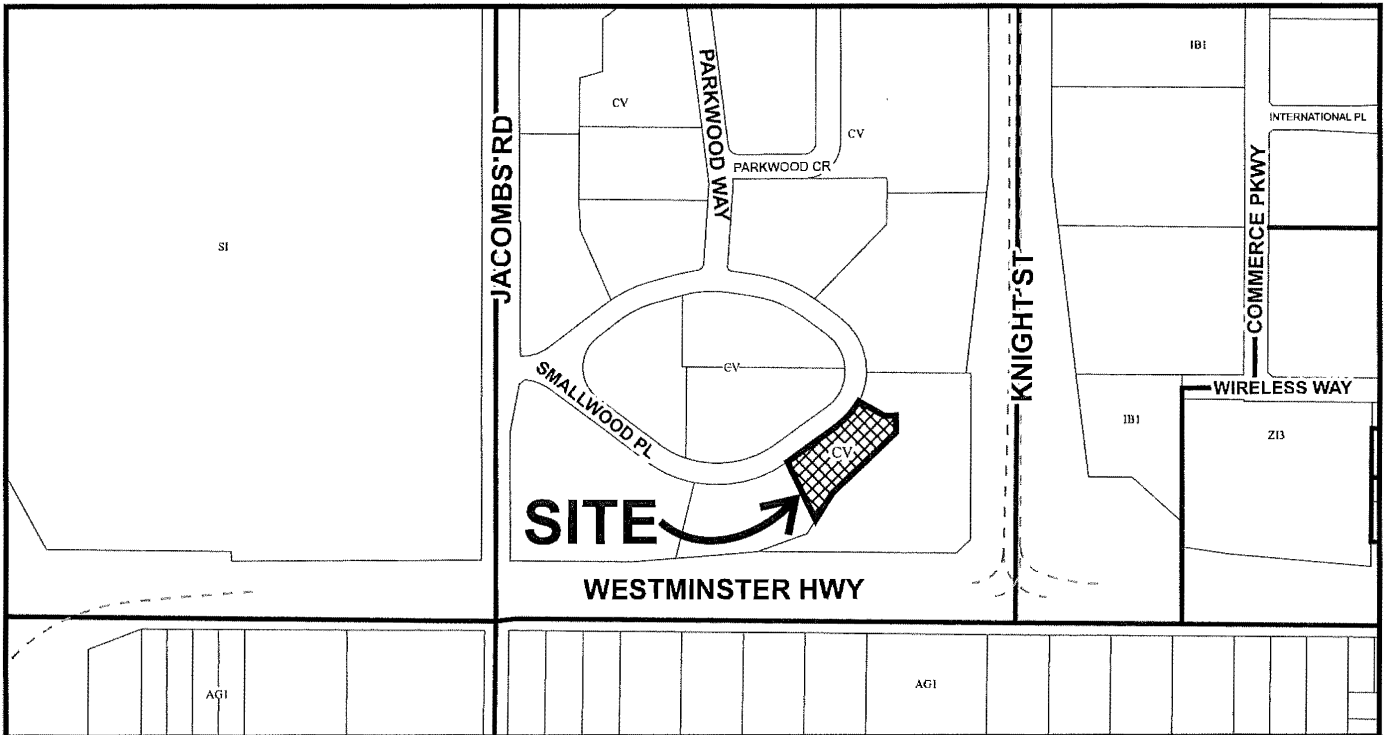 IB1
PARKWOOD WAY
CV
INTERNATIONAL PL
JACOMBS RD
CV
PARKWOOD CR
COMMERCE PKWY
SI
KNIGHT ST
CV
SMALLWOOD PL
WIRELESS WAY
IB1
ZI3
CV
SITE
WESTMINSTER HWY
AG1
AG1